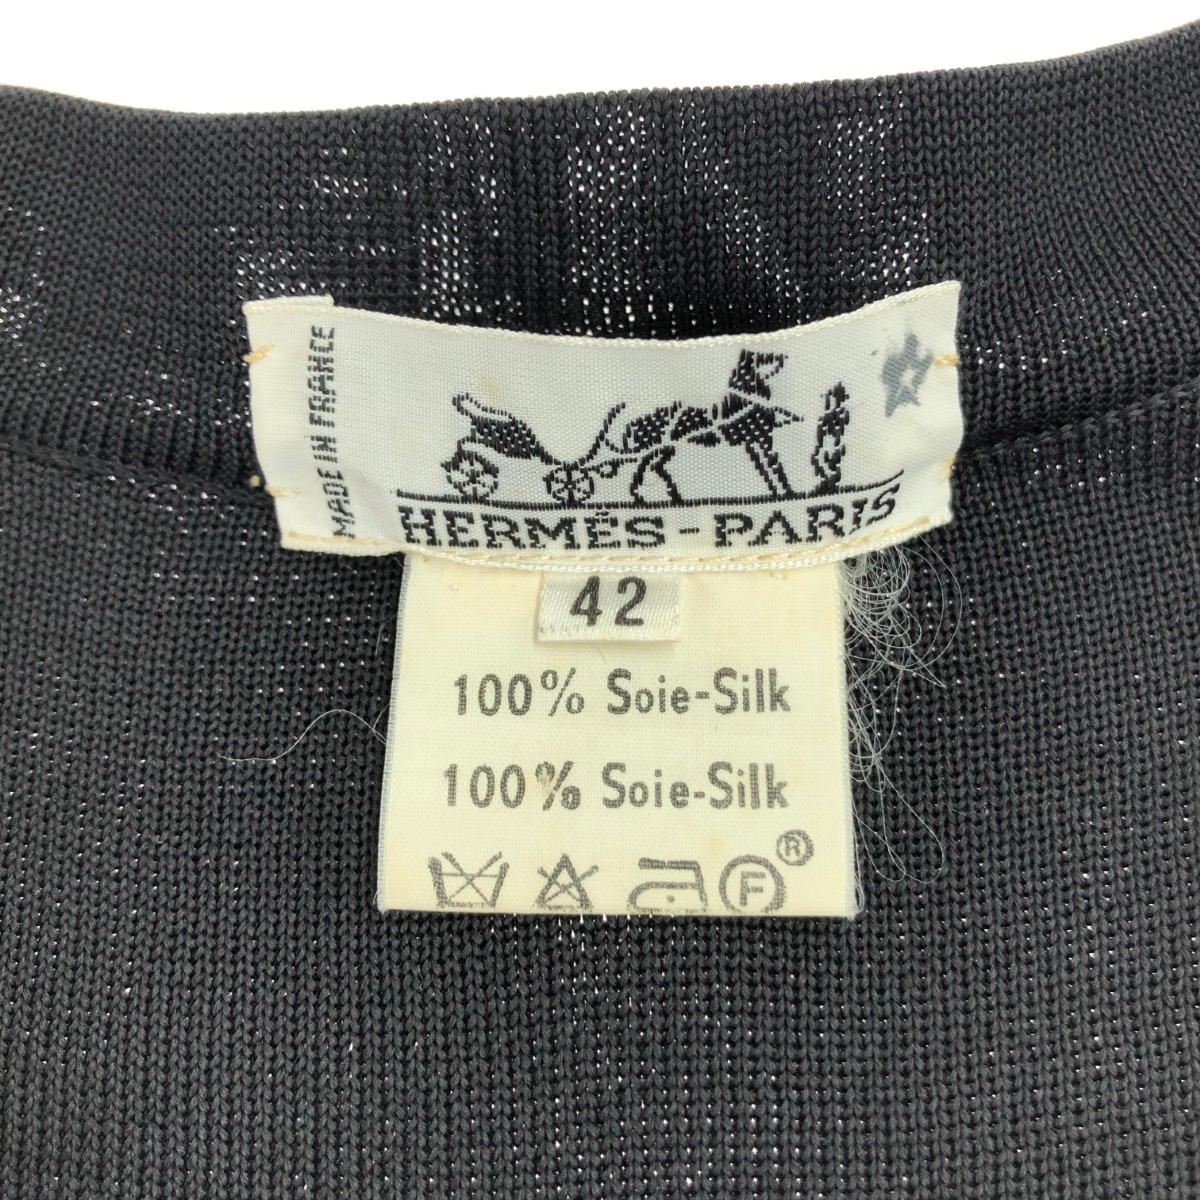 MADE IN FRANCE
HERMÈS-PARIS
42
100% Soie-Silk
100% Soie-Silk
F ®